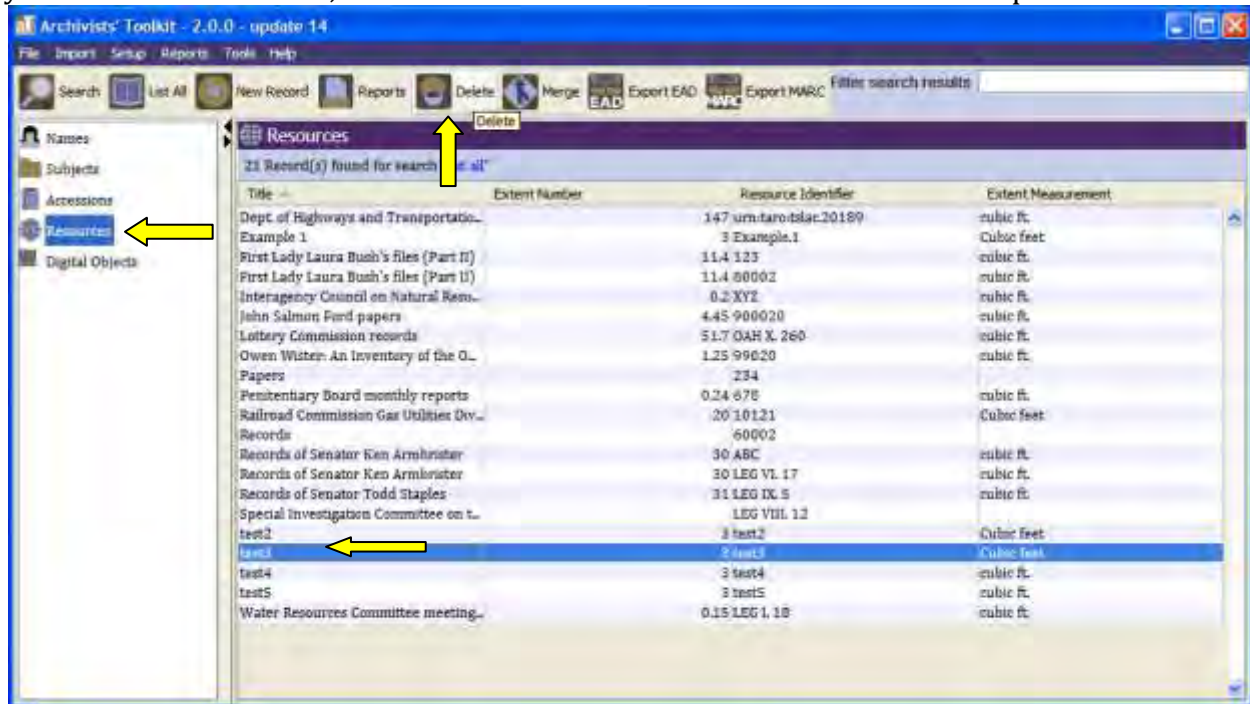 Archivists' Toolkit - 2.0.0 - update 14
File Import Setup Reports Tools Help
Search List All New Record Reports Delete Merge EAD Export EAD MARC Export MARC Filter search results
Delete
Names
Subjects
Accessions
Resources
Digital Objects
Resources
21 Record(s) found for search all"
Title Extent Number Resource Identifier Extent Measurement
Dept. of Highways and Transportatio... 147 urn:taro:tslac.20189 cubic ft.
Example 1 3 Example.1 Cubic feet
First Lady Laura Bush's files (Part II) 11.4 123 cubic ft.
First Lady Laura Bush's files (Part II) 11.4 80002 cubic ft.
Interagency Council on Natural Reso... 0.2 XYZ cubic ft.
John Salmon Ford papers 4.45 900020 cubic ft.
Lottery Commission records 51.7 OAH X. 260 cubic ft.
Owen Wister: An Inventory of the O... 1.25 99020 cubic ft.
Papers 234
Penitentiary Board monthly reports 0.24 678 cubic ft.
Railroad Commission Gas Utilities Div... 20 10121 Cubic feet
Records 60002
Records of Senator Ken Armbrister 30 ABC cubic ft.
Records of Senator Ken Armbrister 30 LEG VI. 17 cubic ft.
Records of Senator Todd Staples 31 LEG IX. 5 cubic ft.
Special Investigation Committee on t... LEG VIII. 12
test2 3 test2 Cubic feet
test3 3 test3 Cubic feet
test4 3 test4 cubic ft.
test5 3 test5 cubic ft.
Water Resources Committee meeting... 0.15 LEG I. 18 cubic ft.